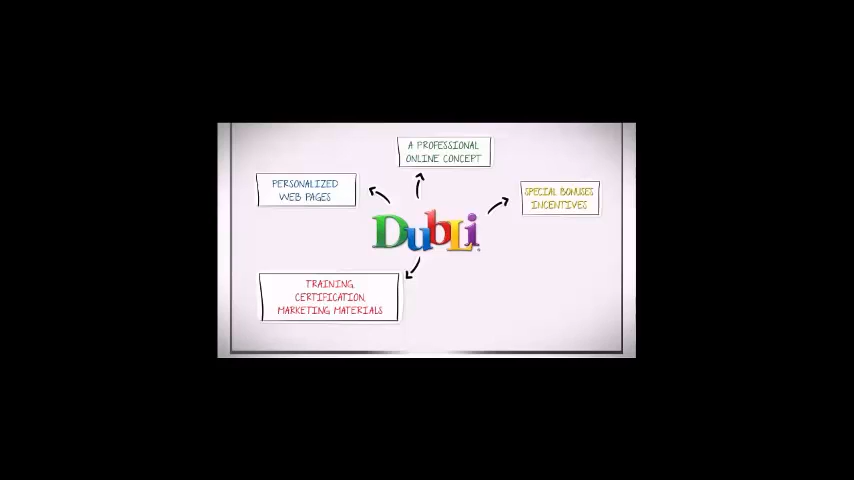 A PROFESSIONAL
ONLINE CONCEPT
PERSONALIZED
WEB PAGES
SPECIAL BONUSES
INCENTIVES
DubLi
TRAINING,
CERTIFICATION,
MARKETING MATERIALS